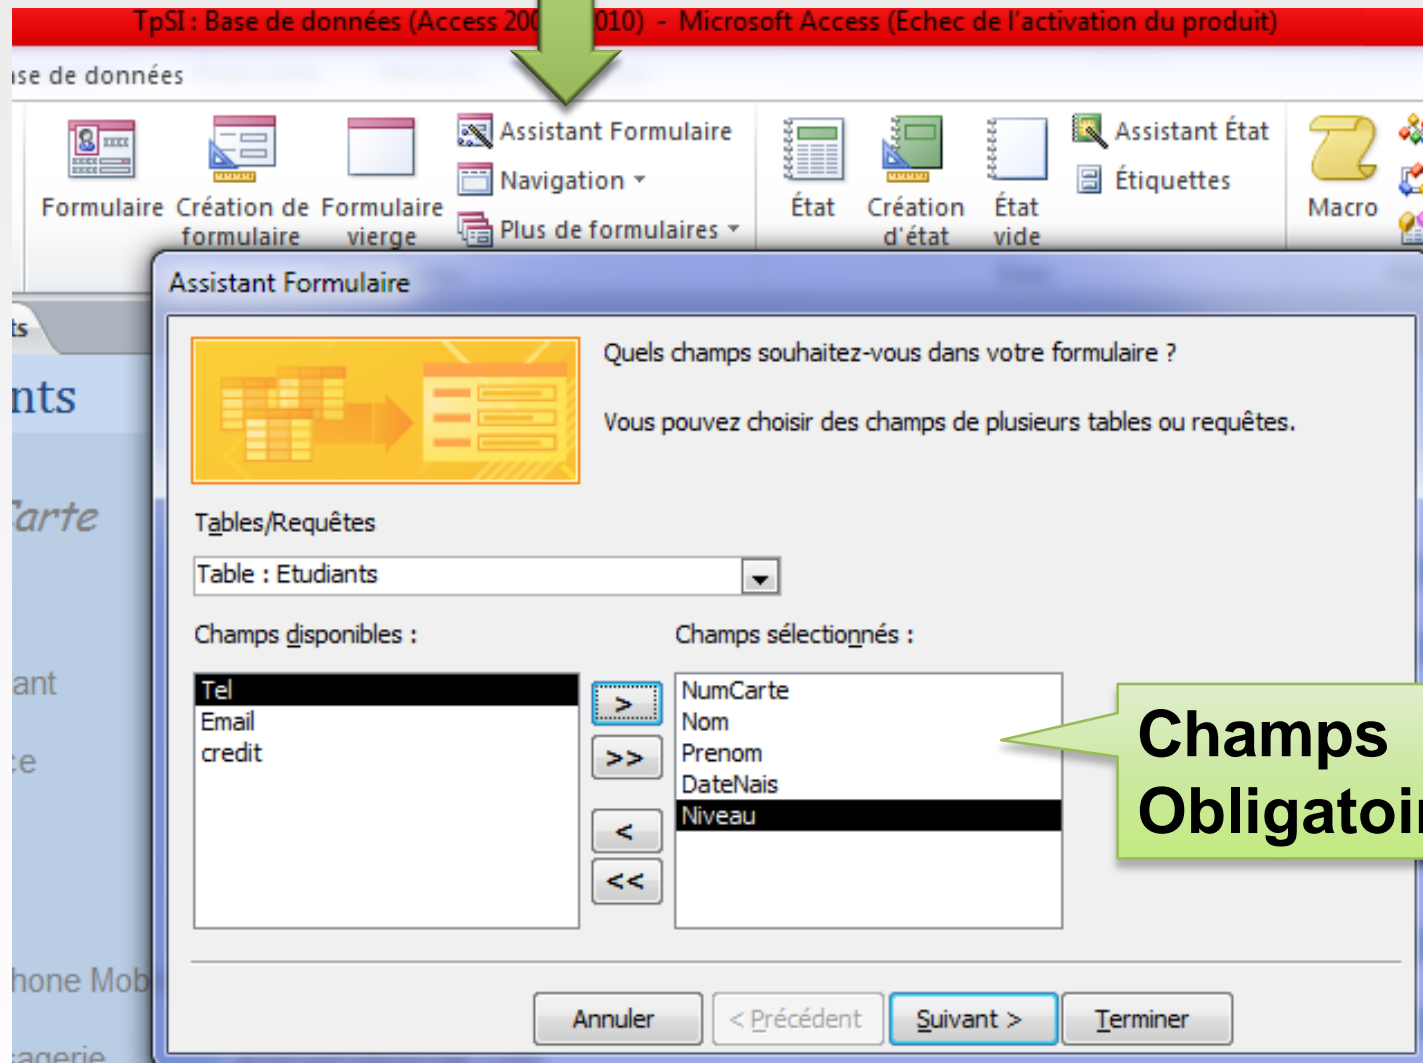 TpSI : Base de données (Access 200 010) - Microsoft Access (Echec de l'activation du produit)
se de données
Assistant Formulaire
Assistant État
Navigation
Étiquettes
Formulaire
Création de formulaire
Formulaire vierge
Plus de formulaires
État
Création d'état
État vide
Macro
Assistant Formulaire
ts
nts
Carte
ant
ce
hone Mob
Quels champs souhaitez-vous dans votre formulaire ?
Vous pouvez choisir des champs de plusieurs tables ou requêtes.
Tables/Requêtes
Table : Etudiants
Champs disponibles :
Champs sélectionnés :
Tel
Email
credit
>
>>
<
<<
NumCarte
Nom
Prenom
DateNais
Niveau
Champs
Obligatoir
Annuler
< Précédent
Suivant >
Terminer
agerie